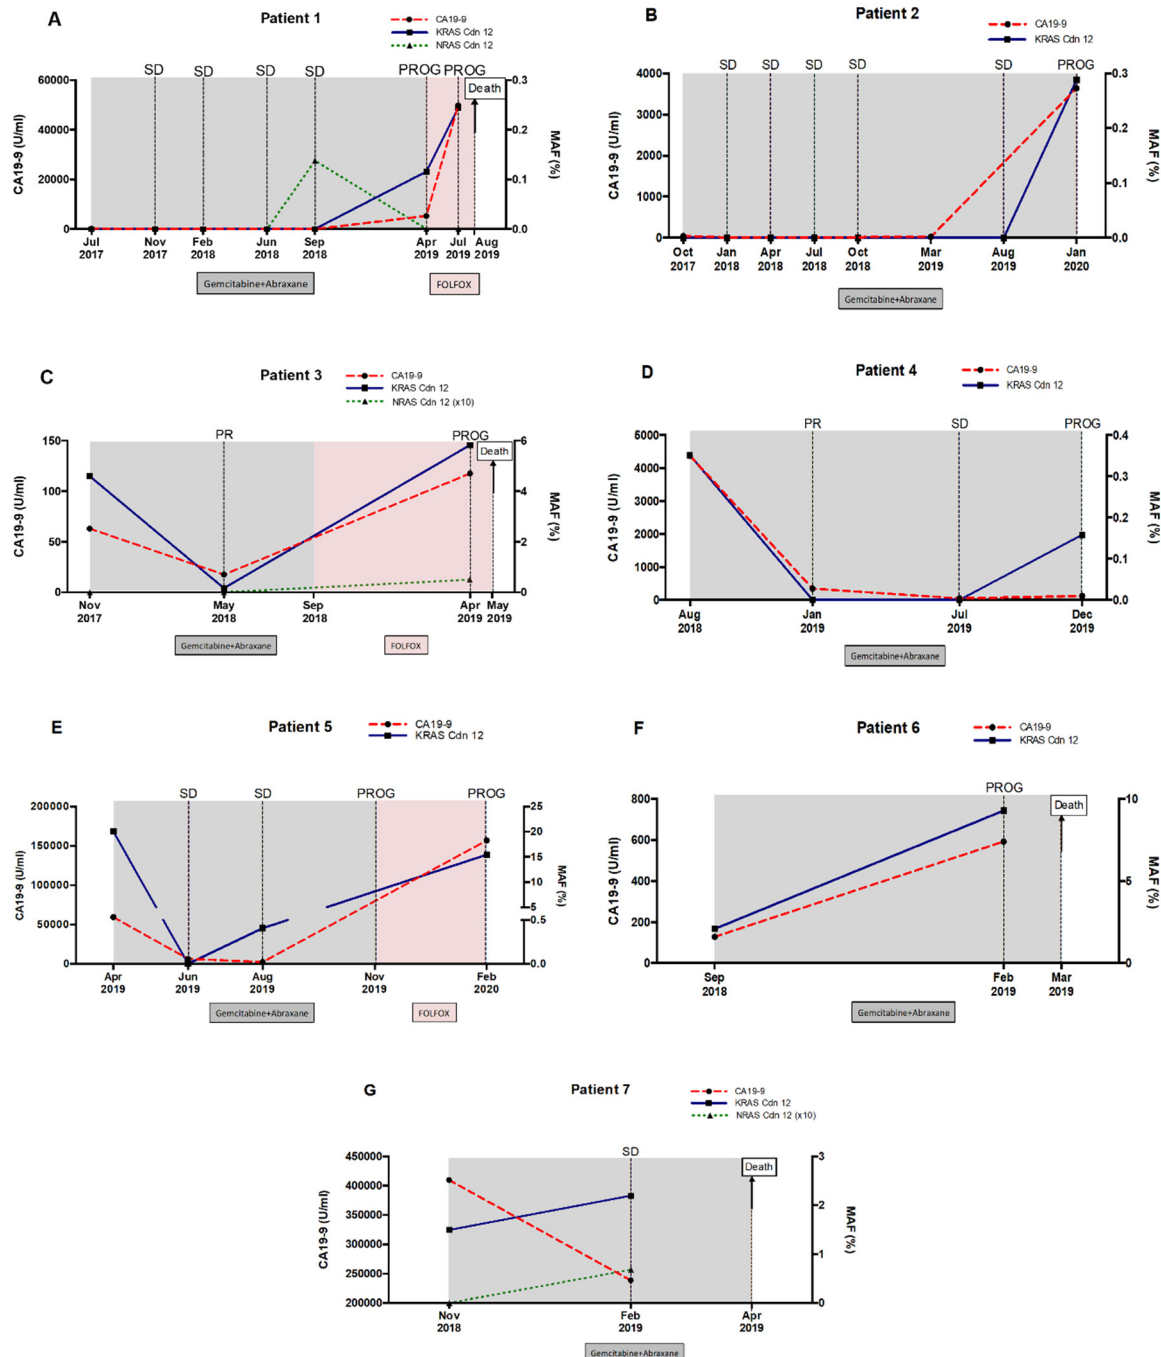 A
Patient 1
CA19-9
KRAS Cdn 12
NRAS Cdn 12
SD SD SD SD PROG PROG
Death
60000
40000
20000
0
CA19-9 (U/ml)
0.3
0.2
0.1
0.0
MAF (%)
Jul 2017
Nov 2017
Feb 2018
Jun 2018
Sep 2018
Apr 2019
Jul 2019
Aug 2019
Gemcitabine+Abraxane
FOLFOX
B
Patient 2
CA19-9
KRAS Cdn 12
SD SD SD SD SD PROG
4000
3000
2000
1000
0
CA19-9 (U/ml)
0.3
0.2
0.1
0.0
MAF (%)
Oct 2017
Jan 2018
Apr 2018
Jul 2018
Oct 2018
Mar 2019
Aug 2019
Jan 2020
Gemcitabine+Abraxane
C
Patient 3
CA19-9
KRAS Cdn 12
NRAS Cdn 12 (x10)
PR PROG
Death
150
100
50
0
CA19-9 (U/ml)
6
4
2
0
MAF (%)
Nov 2017
May 2018
Sep 2018
Apr 2019
May 2019
Gemcitabine+Abraxane
FOLFOX
D
Patient 4
CA19-9
KRAS Cdn 12
PR SD PROG
6000
5000
4000
3000
2000
1000
0
CA19-9 (U/ml)
0.4
0.3
0.2
0.1
0.0
MAF (%)
Aug 2018
Jan 2019
Jul 2019
Dec 2019
Gemcitabine+Abraxane
E
Patient 5
CA19-9
KRAS Cdn 12
SD SD PROG PROG
200000
150000
100000
50000
0
CA19-9 (U/ml)
25
20
15
10
5
0.5
0.0
MAF (%)
Apr 2019
Jun 2019
Aug 2019
Nov 2019
Feb 2020
Gemcitabine+Abraxane
FOLFOX
F
Patient 6
CA19-9
KRAS Cdn 12
PROG
Death
800
600
400
200
0
CA19-9 (U/ml)
10
5
0
MAF (%)
Sep 2018
Feb 2019
Mar 2019
Gemcitabine+Abraxane
G
Patient 7
CA19-9
KRAS Cdn 12
NRAS Cdn 12 (x10)
SD
Death
450000
400000
350000
300000
250000
200000
CA19-9 (U/ml)
3
2
1
0
MAF (%)
Nov 2018
Feb 2019
Apr 2019
Gemcitabine+Abraxane